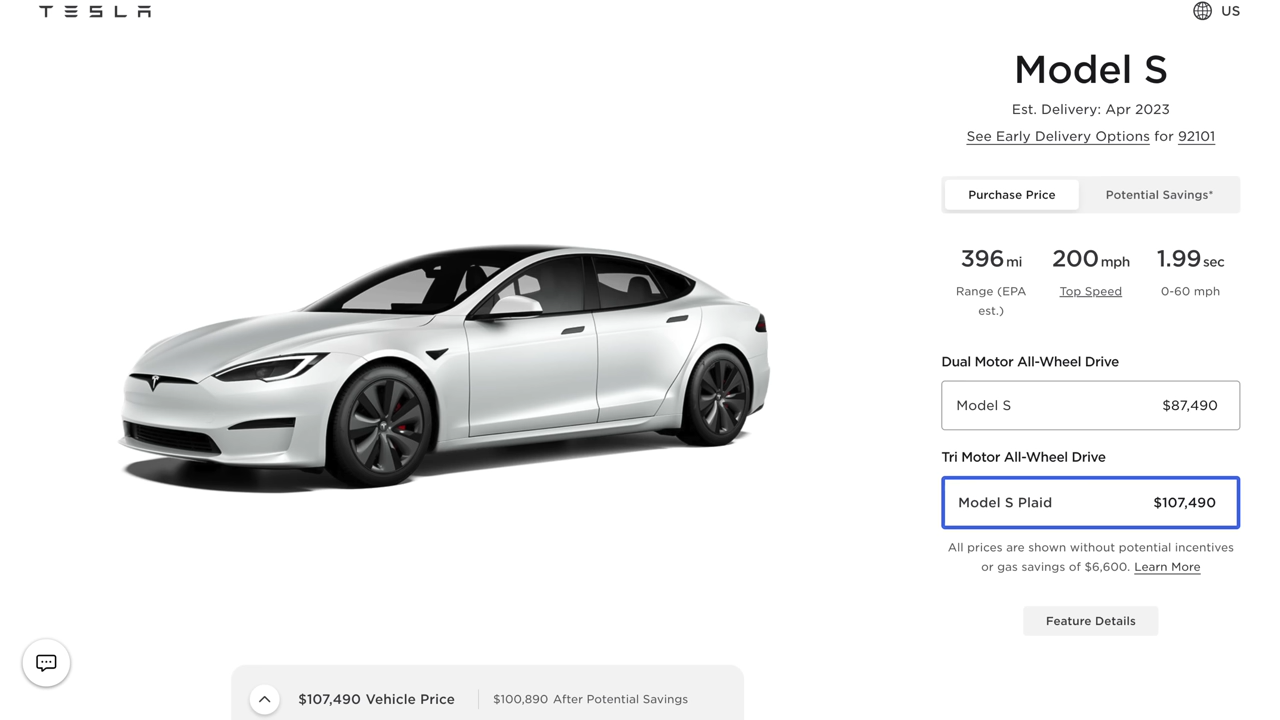 TESLA
US
Model S
Est. Delivery: Apr 2023
See Early Delivery Options for 92101
Purchase Price
Potential Savings*
396 mi
200 mph
1.99 sec
Range (EPA
est.)
Top Speed
0-60 mph
Dual Motor All-Wheel Drive
Model S $87,490
Tri Motor All-Wheel Drive
Model S Plaid $107,490
All prices are shown without potential incentives
or gas savings of $6,600. Learn More
Feature Details
$107,490 Vehicle Price
$100,890 After Potential Savings